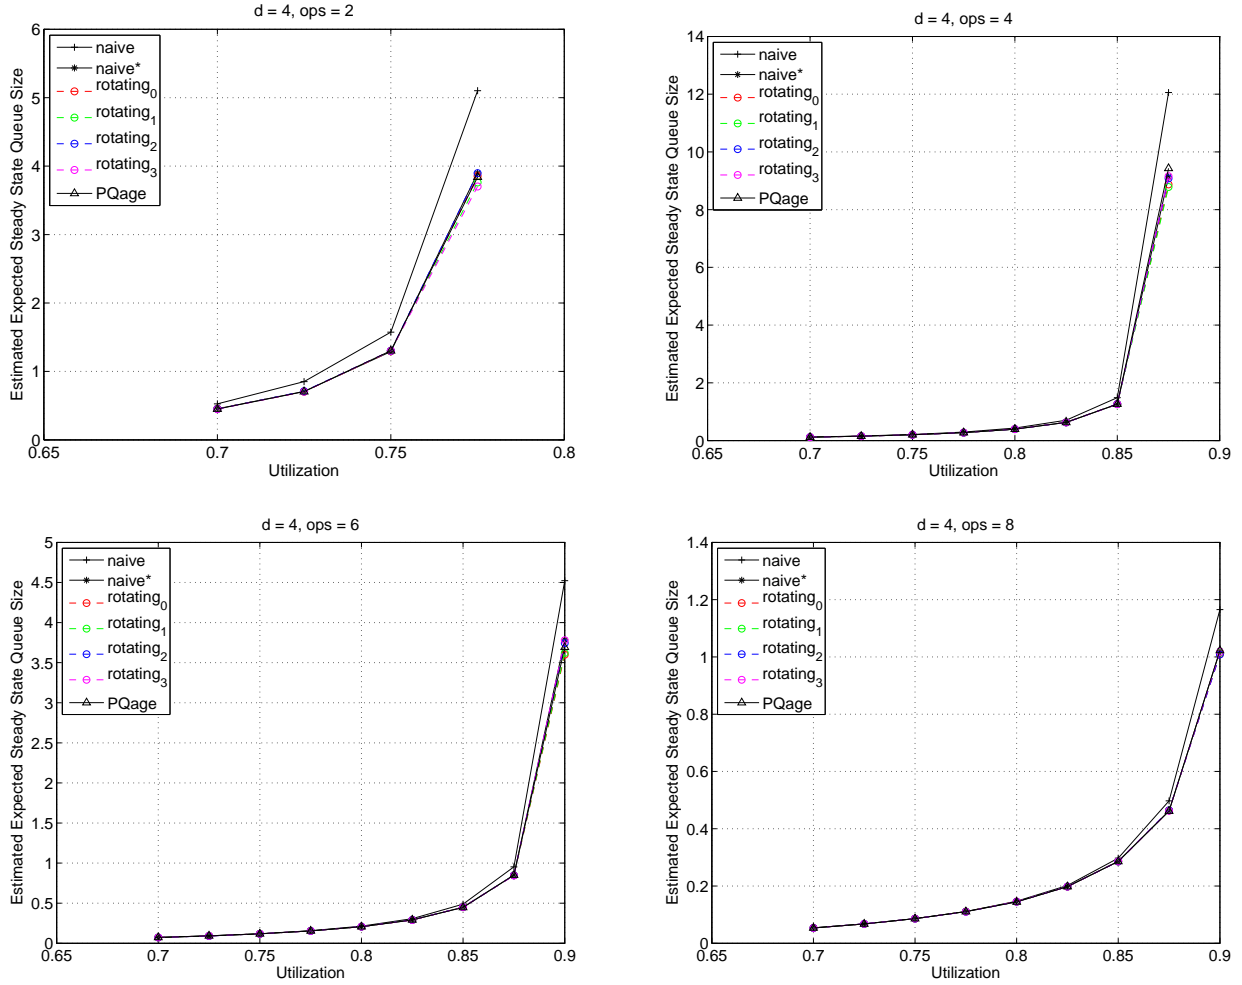 d = 4, ops = 2
Estimated Expected Steady State Queue Size
6
5
4
3
2
1
0
naive
naive*
rotating0
rotating1
rotating2
rotating3
PQage
0.65
0.7
0.75
0.8
Utilization
d = 4, ops = 4
Estimated Expected Steady State Queue Size
14
12
10
8
6
4
2
0
naive
naive*
rotating0
rotating1
rotating2
rotating3
PQage
0.65
0.7
0.75
0.8
0.85
0.9
Utilization
d = 4, ops = 6
Estimated Expected Steady State Queue Size
5
4.5
4
3.5
3
2.5
2
1.5
1
0.5
0
naive
naive*
rotating0
rotating1
rotating2
rotating3
PQage
0.65
0.7
0.75
0.8
0.85
0.9
Utilization
d = 4, ops = 8
Estimated Expected Steady State Queue Size
1.4
1.2
1
0.8
0.6
0.4
0.2
0
naive
naive*
rotating0
rotating1
rotating2
rotating3
PQage
0.65
0.7
0.75
0.8
0.85
0.9
Utilization